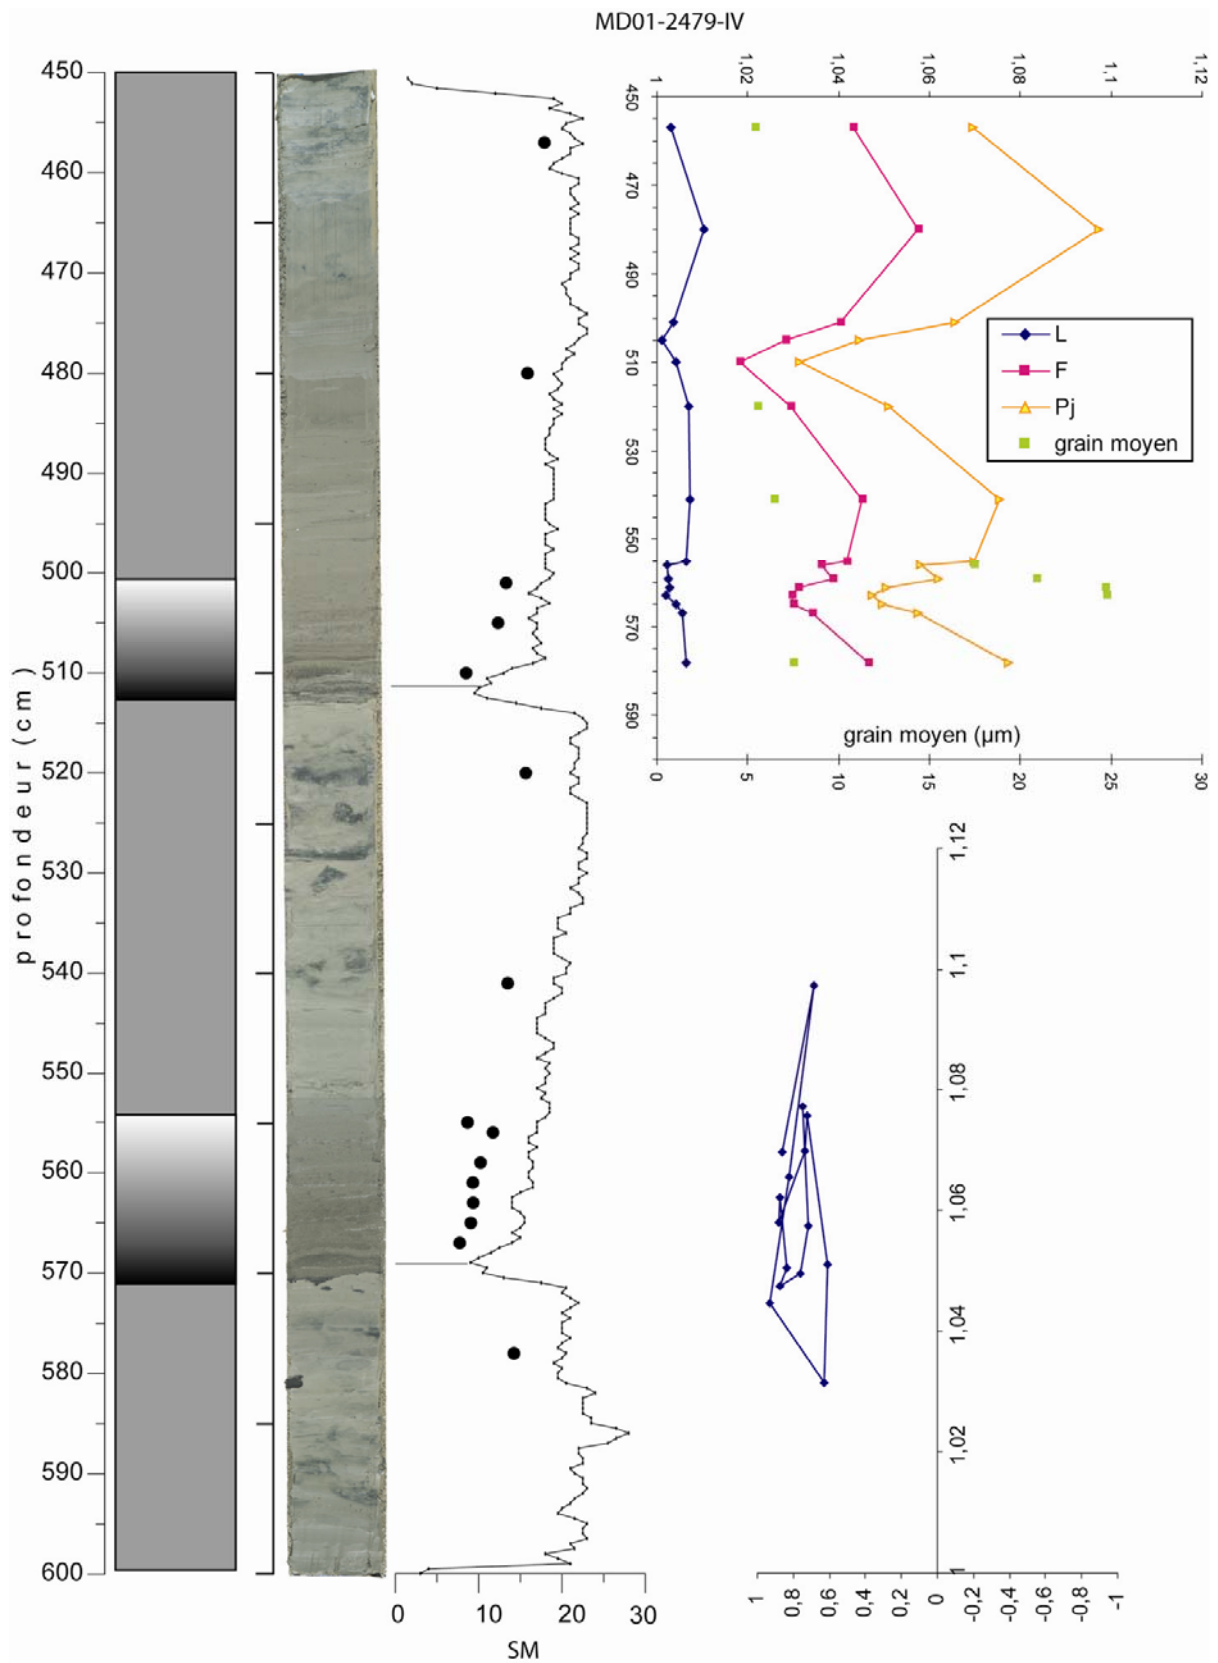 MD01-2479-IV
profondeur (cm)
450
460
470
480
490
500
510
520
530
540
550
560
570
580
590
600
0 10 20 30
SM
1 1,02 1,04 1,06 1,08 1,1 1,12
450
470
490
510
530
550
570
590
L
F
Pj
grain moyen
grain moyen (µm)
0 5 10 15 20 25 30
1,12
1,1
1,08
1,06
1,04
1,02
1
1 0,8 0,6 0,4 0,2 0 -0,2 -0,4 -0,6 -0,8 -1